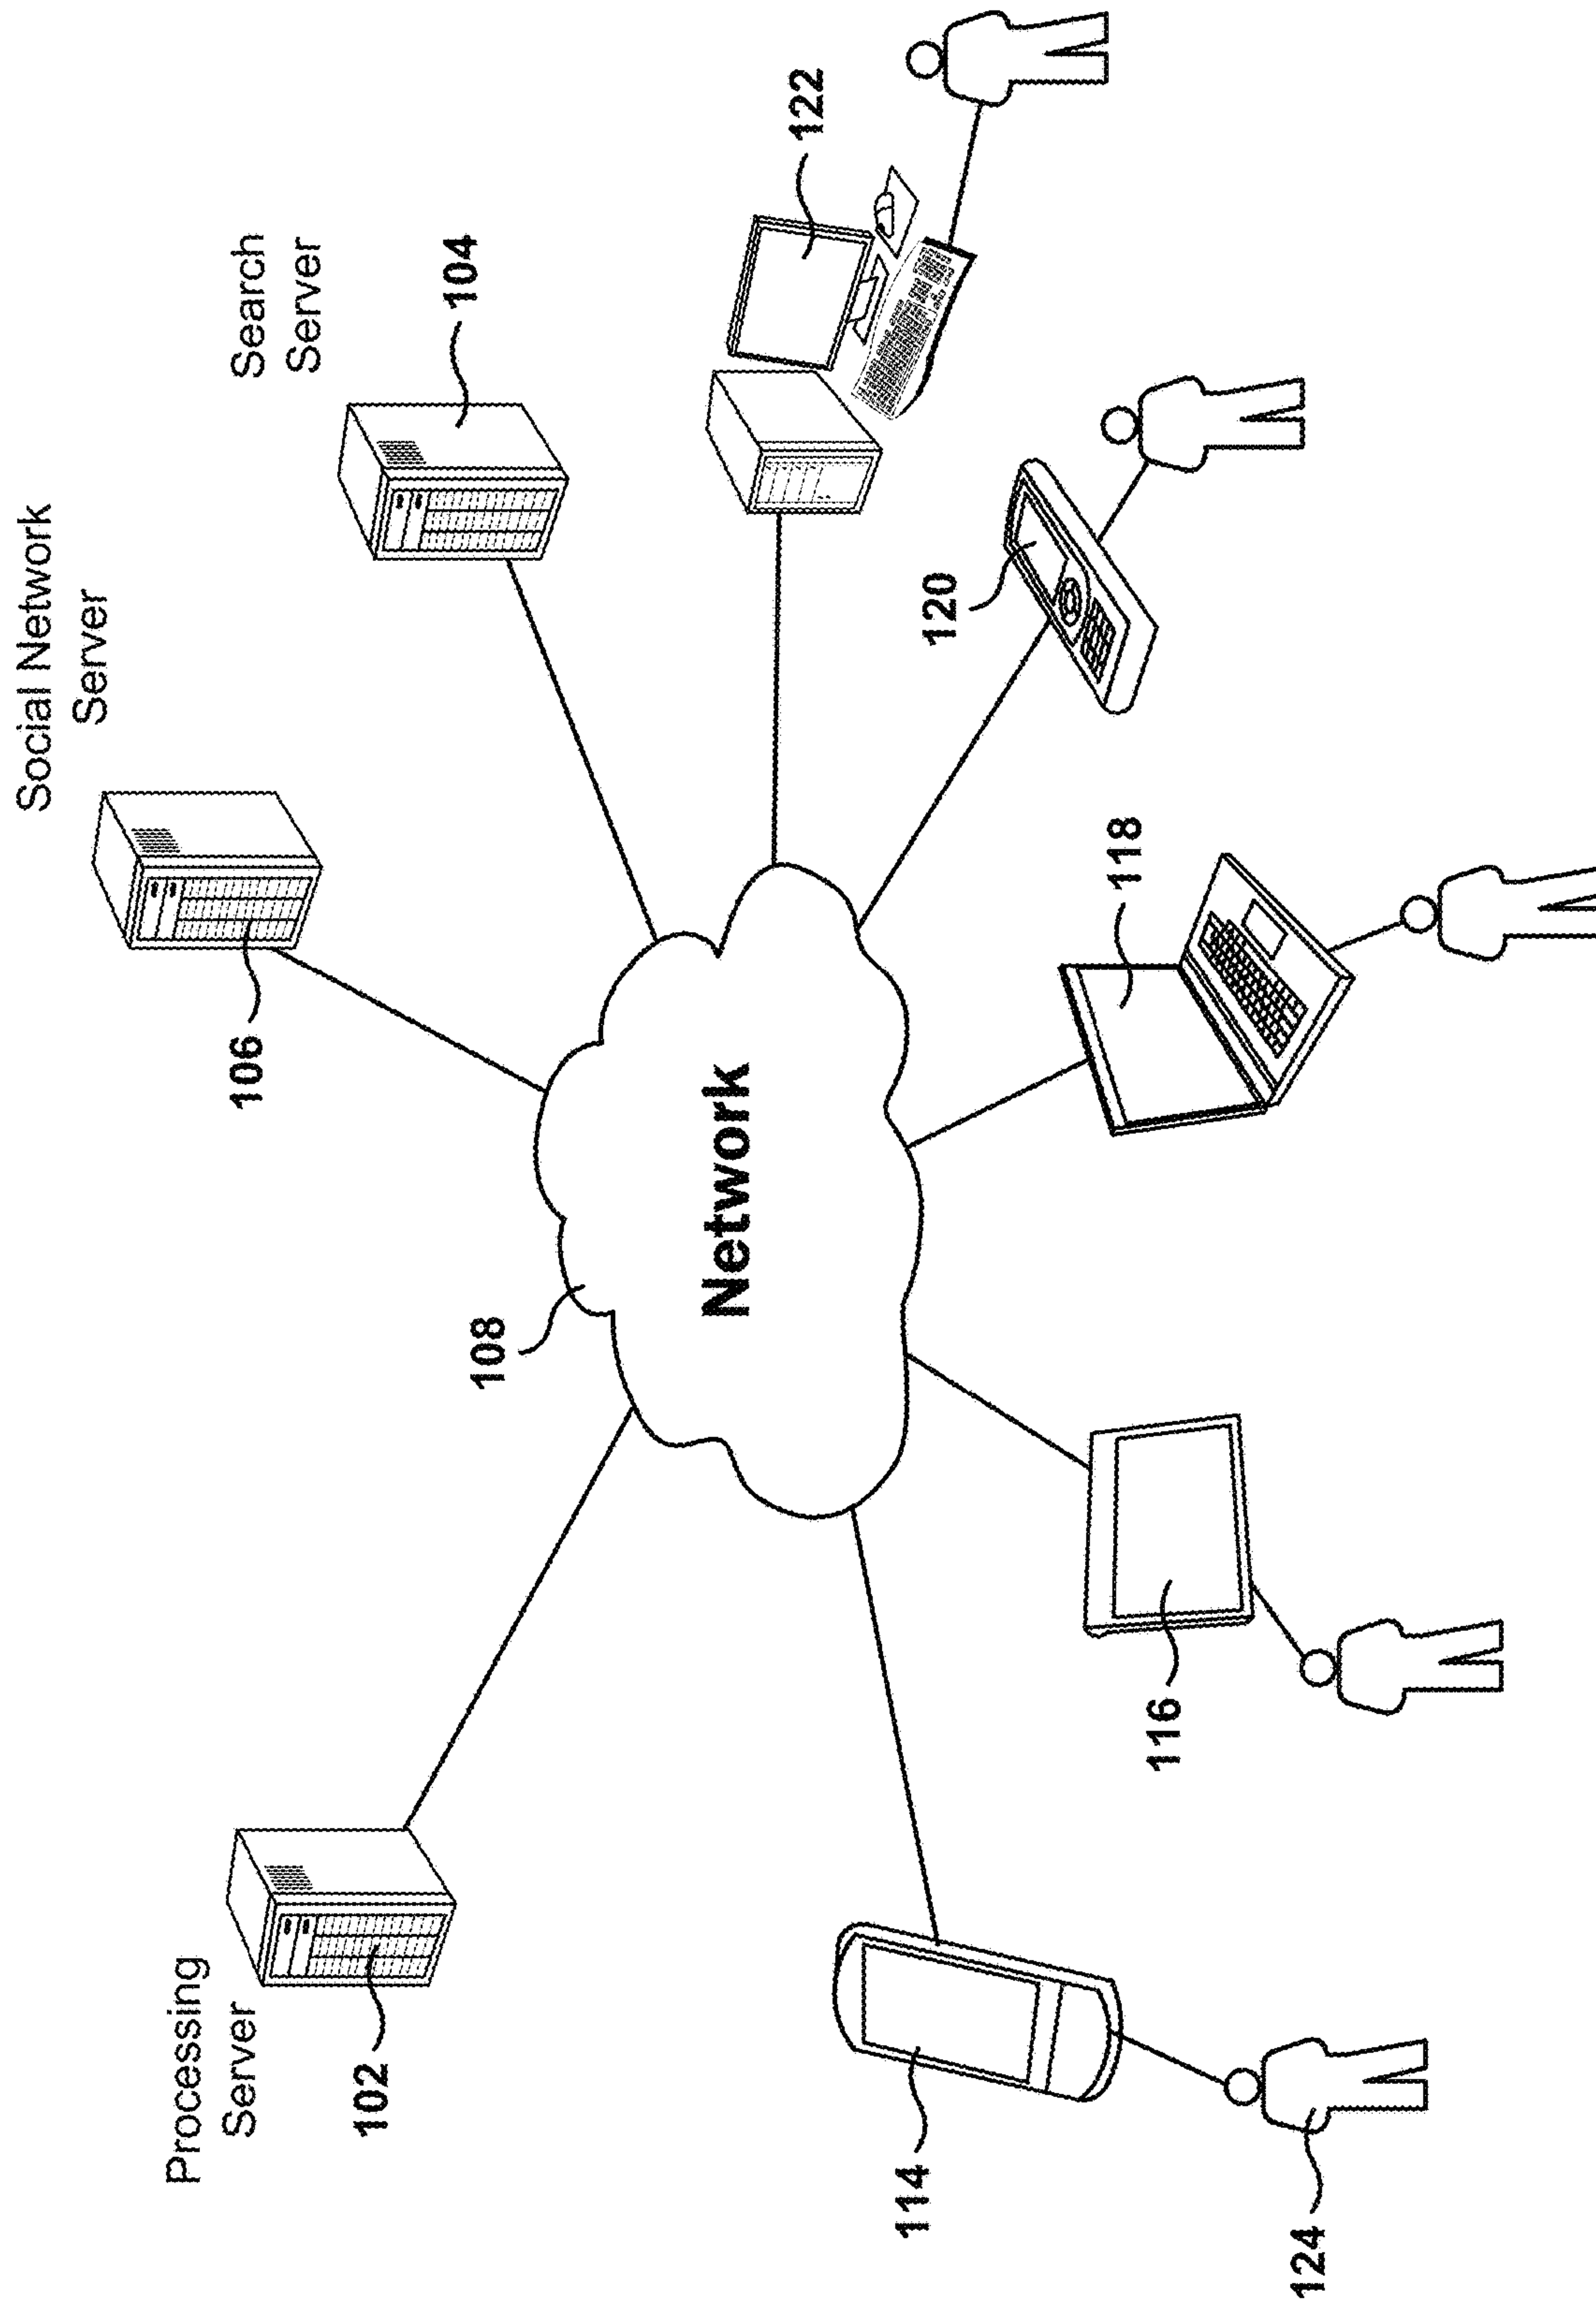 Processing
Server
102
Social Network
Server
106
Search
Server
104
108
Network
122
120
118
116
114
124